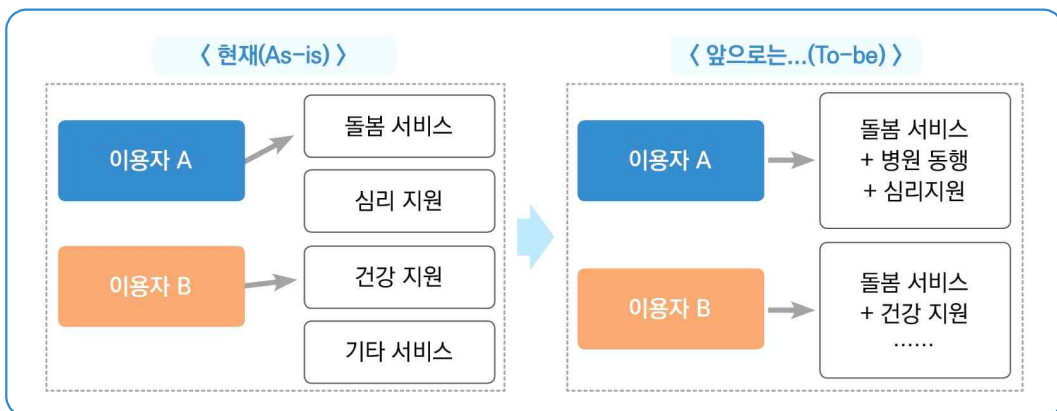 〈 현재(As-is) 〉
이용자 A
이용자 B
돌봄 서비스
심리 지원
건강 지원
기타 서비스
〈 앞으로는...(To-be) 〉
이용자 A
돌봄 서비스
+ 병원 동행
+ 심리지원
이용자 B
돌봄 서비스
+ 건강 지원
......